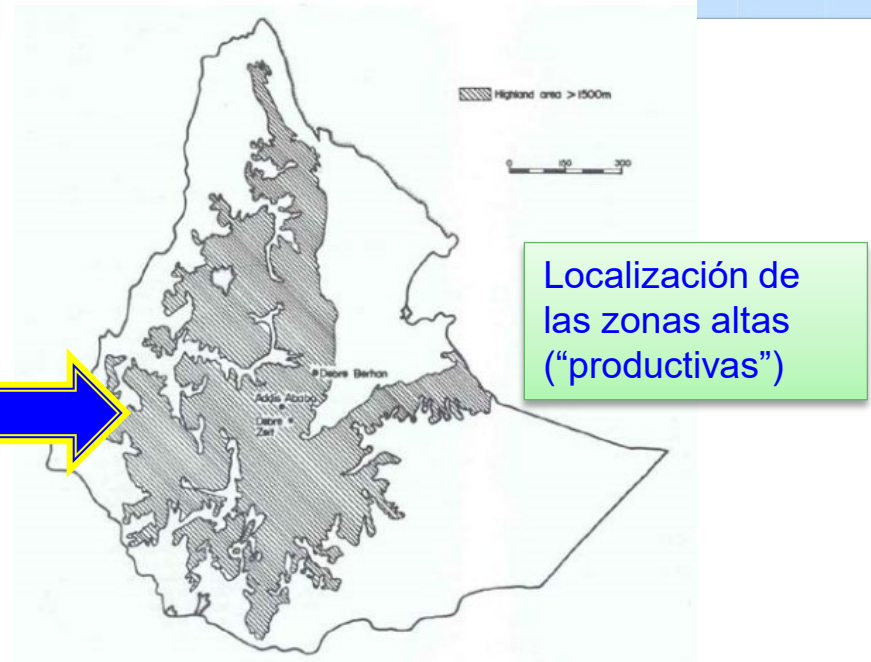 Highland area >1500m
0 150 300
Localización de
las zonas altas
(“productivas”)
Debre Berhan
Addis Ababa
Debre
Zeit